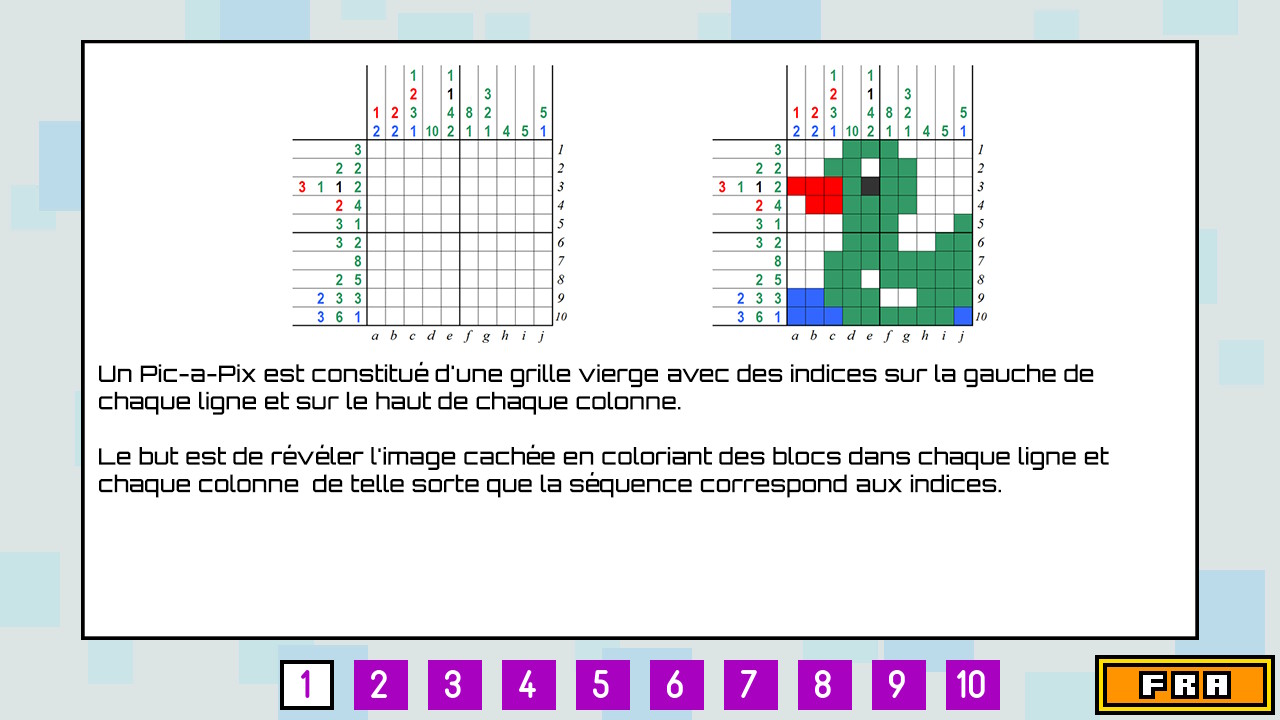 1 1 1 1
2 1 3 2 1 3
1 2 3 4 8 2 5 1 2 3 4 8 2 5
2 2 1 10 2 1 1 4 5 1 2 2 1 10 2 1 1 4 5 1
3 1 3 1
2 2 2 2 2 2
3 1 1 2 3 3 1 1 2 3
2 4 4 2 4 4
3 1 5 3 1 5
3 2 6 3 2 6
8 7 8 7
2 5 8 2 5 8
2 3 3 9 2 3 3 9
3 6 1 10 3 6 1 10
a b c d e f g h i j a b c d e f g h i j
Un Pic-a-Pix est constitué d'une grille vierge avec des indices sur la gauche de
chaque ligne et sur le haut de chaque colonne.
Le but est de révéler l'image cachée en coloriant des blocs dans chaque ligne et
chaque colonne de telle sorte que la séquence correspond aux indices.
1 2 3 4 5 6 7 8 9 10
FRA